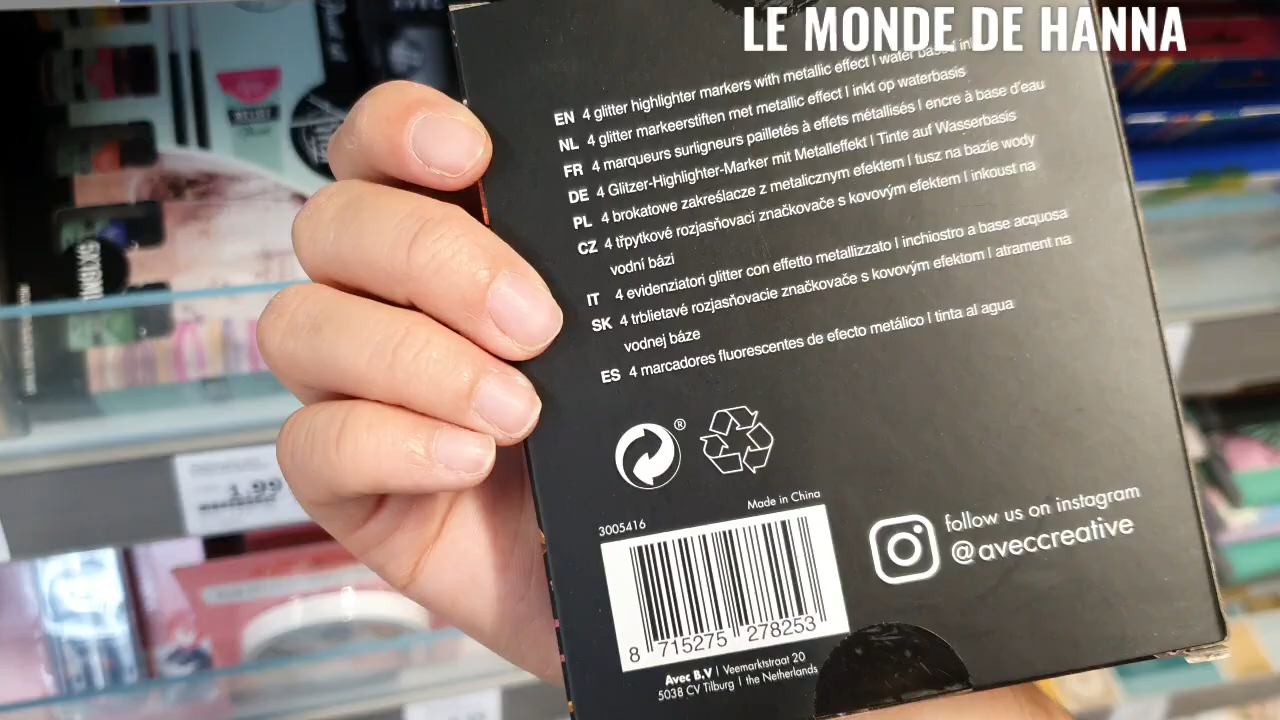 LE MONDE DE HANNA
EN 4 glitter highlighter markers with metallic effect | water based ink
NL 4 glitter markeerstiften met metallic effect | inkt op waterbasis
FR 4 marqueurs surligneurs pailletés à effets métallisés | encre à base d'eau
DE 4 Glitzer-Highlighter-Marker mit Metalleffekt | Tinte auf Wasserbasis
PL 4 brokatowe zakreślacze z metalicznym efektem | tusz na bazie wody
CZ 4 třpytkové rozjasňovací značkovače s kovovým efektem | inkoust na
vodní bázi
IT 4 evidenziatori glitter con effetto metallizzato | inchiostro a base acquosa
SK 4 trblietavé rozjasňovacie značkovače s kovovým efektom | atrament na
vodnej báze
ES 4 marcadores fluorescentes de efecto metálico | tinta al agua
®
Made in China
3005416
8 715275 278253
Avec B.V | Veemarktstraat 20
5038 CV Tilburg | the Netherlands
follow us on instagram
@aveccreative
1.99